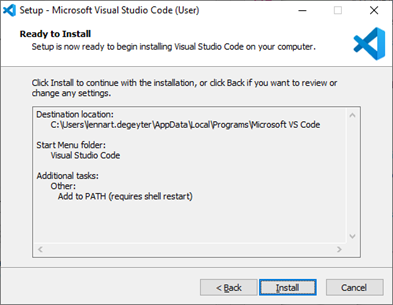 Setup - Microsoft Visual Studio Code (User)
Ready to Install
Setup is now ready to begin installing Visual Studio Code on your computer.
Click Install to continue with the installation, or click Back if you want to review or
change any settings.
Destination location:
C:\Users\lennart.degeyter\AppData\Local\Programs\Microsoft VS Code
Start Menu folder:
Visual Studio Code
Additional tasks:
Other:
Add to PATH (requires shell restart)
< Back
Install
Cancel